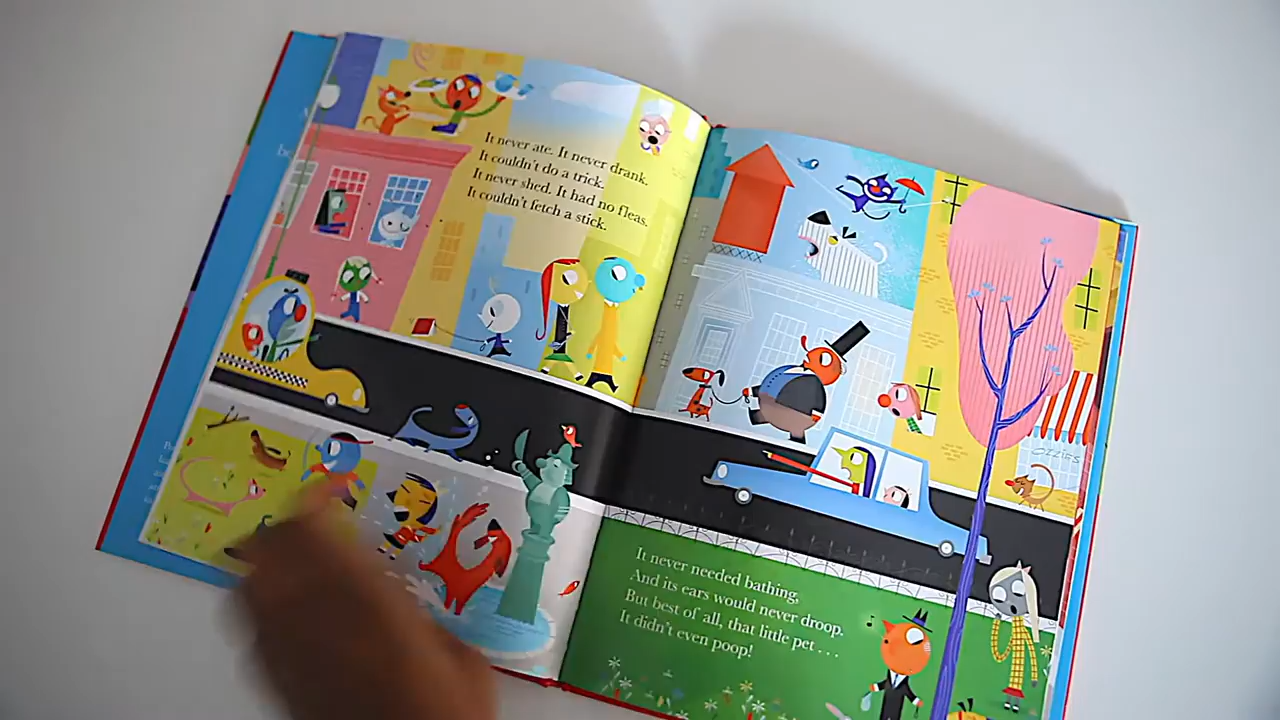 It never ate. It never drank.
It couldn't do a trick.
It never shed. It had no fleas.
It couldn't fetch a stick.
OZZIES
It never needed bathing,
And its ears would never droop.
But best of all, that little pet . . .
It didn't even poop!